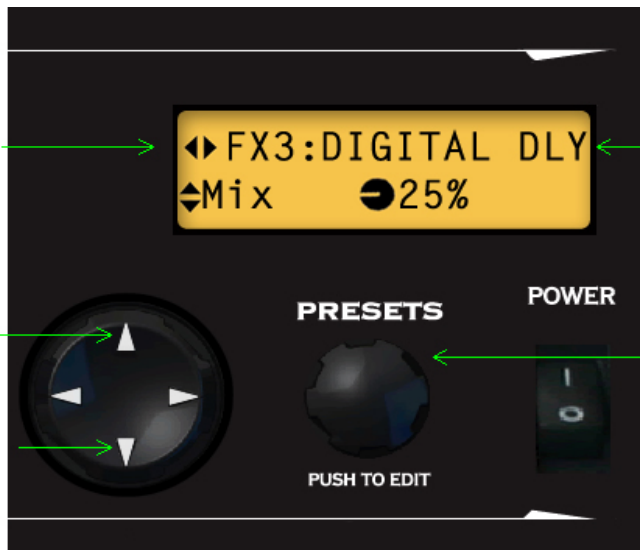 FX3:DIGITAL DLY
Mix 25%
PRESETS
POWER
PUSH TO EDIT
I
O